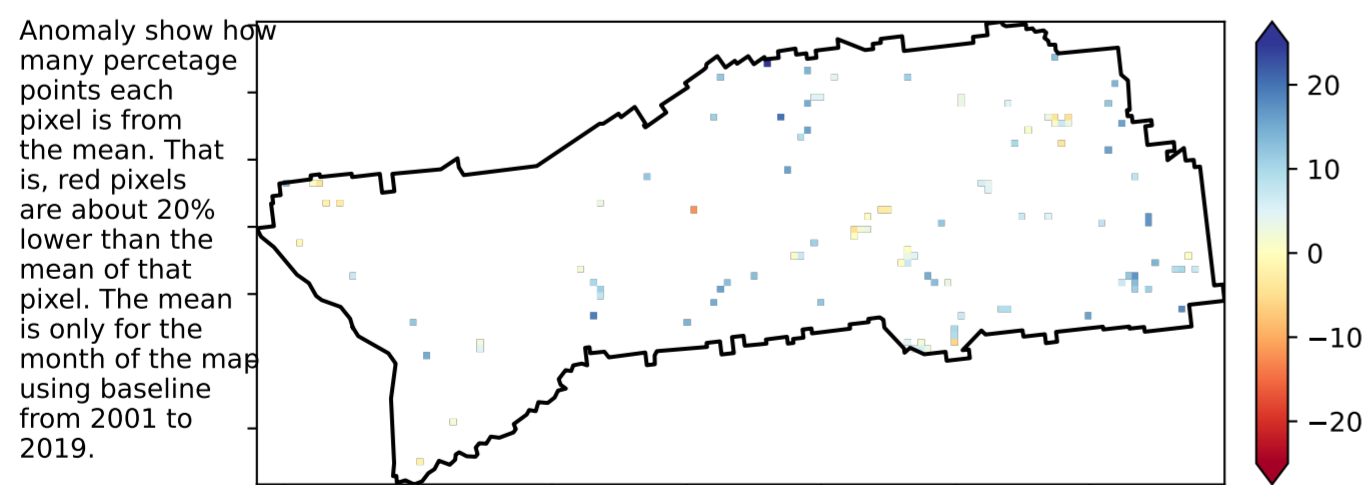 Anomaly show how
many percetage
points each
pixel is from
the mean. That
is, red pixels
are about 20%
lower than the
mean of that
pixel. The mean
is only for the
month of the map
using baseline
from 2001 to
2019.
20
10
0
−10
−20